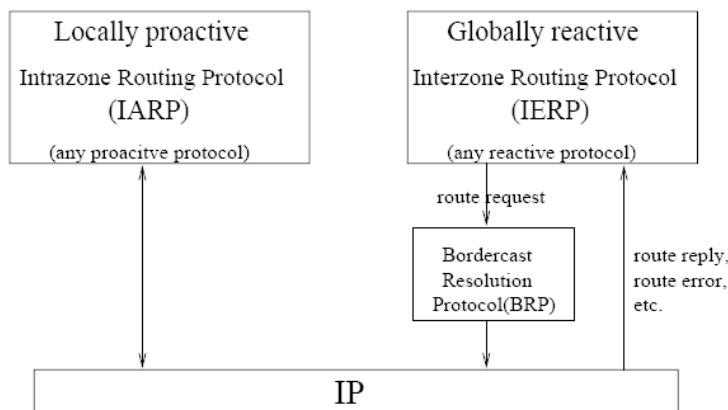 Locally proactive
Intrazone Routing Protocol
(IARP)
(any proacitve protocol)
Globally reactive
Interzone Routing Protocol
(IERP)
(any reactive protocol)
route request
Bordercast
Resolution
Protocol(BRP)
route reply,
route error,
etc.
IP